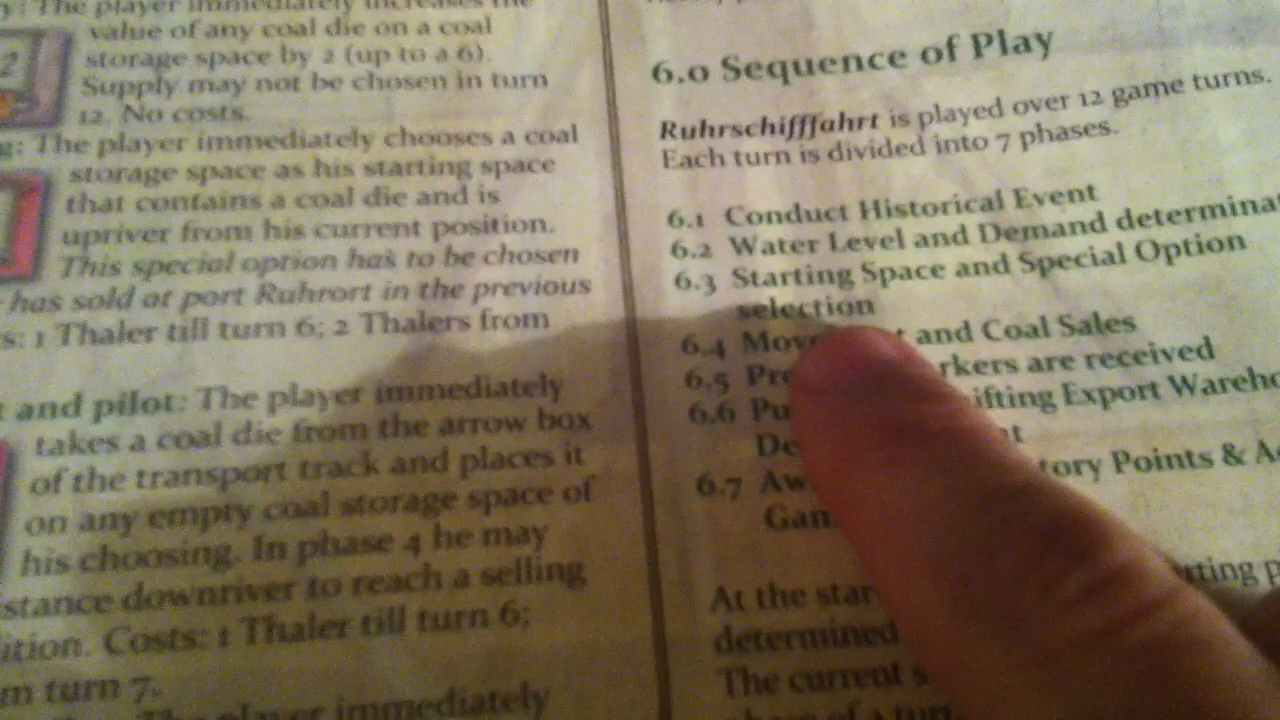 The player immediately increases the
value of any coal die on a coal
storage space by 2 (up to a 6).
Supply may not be chosen in turn
12. No costs.
2
The player immediately chooses a coal
storage space as his starting space
that contains a coal die and is
upriver from his current position.
This special option has to be chosen
has sold at port Ruhrort in the previous
1 Thaler till turn 6; 2 Thalers from
and pilot: The player immediately
takes a coal die from the arrow box
of the transport track and places it
on any empty coal storage space of
his choosing. In phase 4 he may
downriver to reach a selling
Costs: 1 Thaler till turn 6;
turn 7.
The player immediately
6.0 Sequence of Play
Ruhrschifffahrt is played over 12 game turns.
Each turn is divided into 7 phases.
6.1 Conduct Historical Event
6.2 Water Level and Demand
6.3 Starting Space and Special Option
selection
6.4 and Coal Sales
6.5 are received
6.6 Export
6.7 Points &
At the
determined
The current
of a turn.